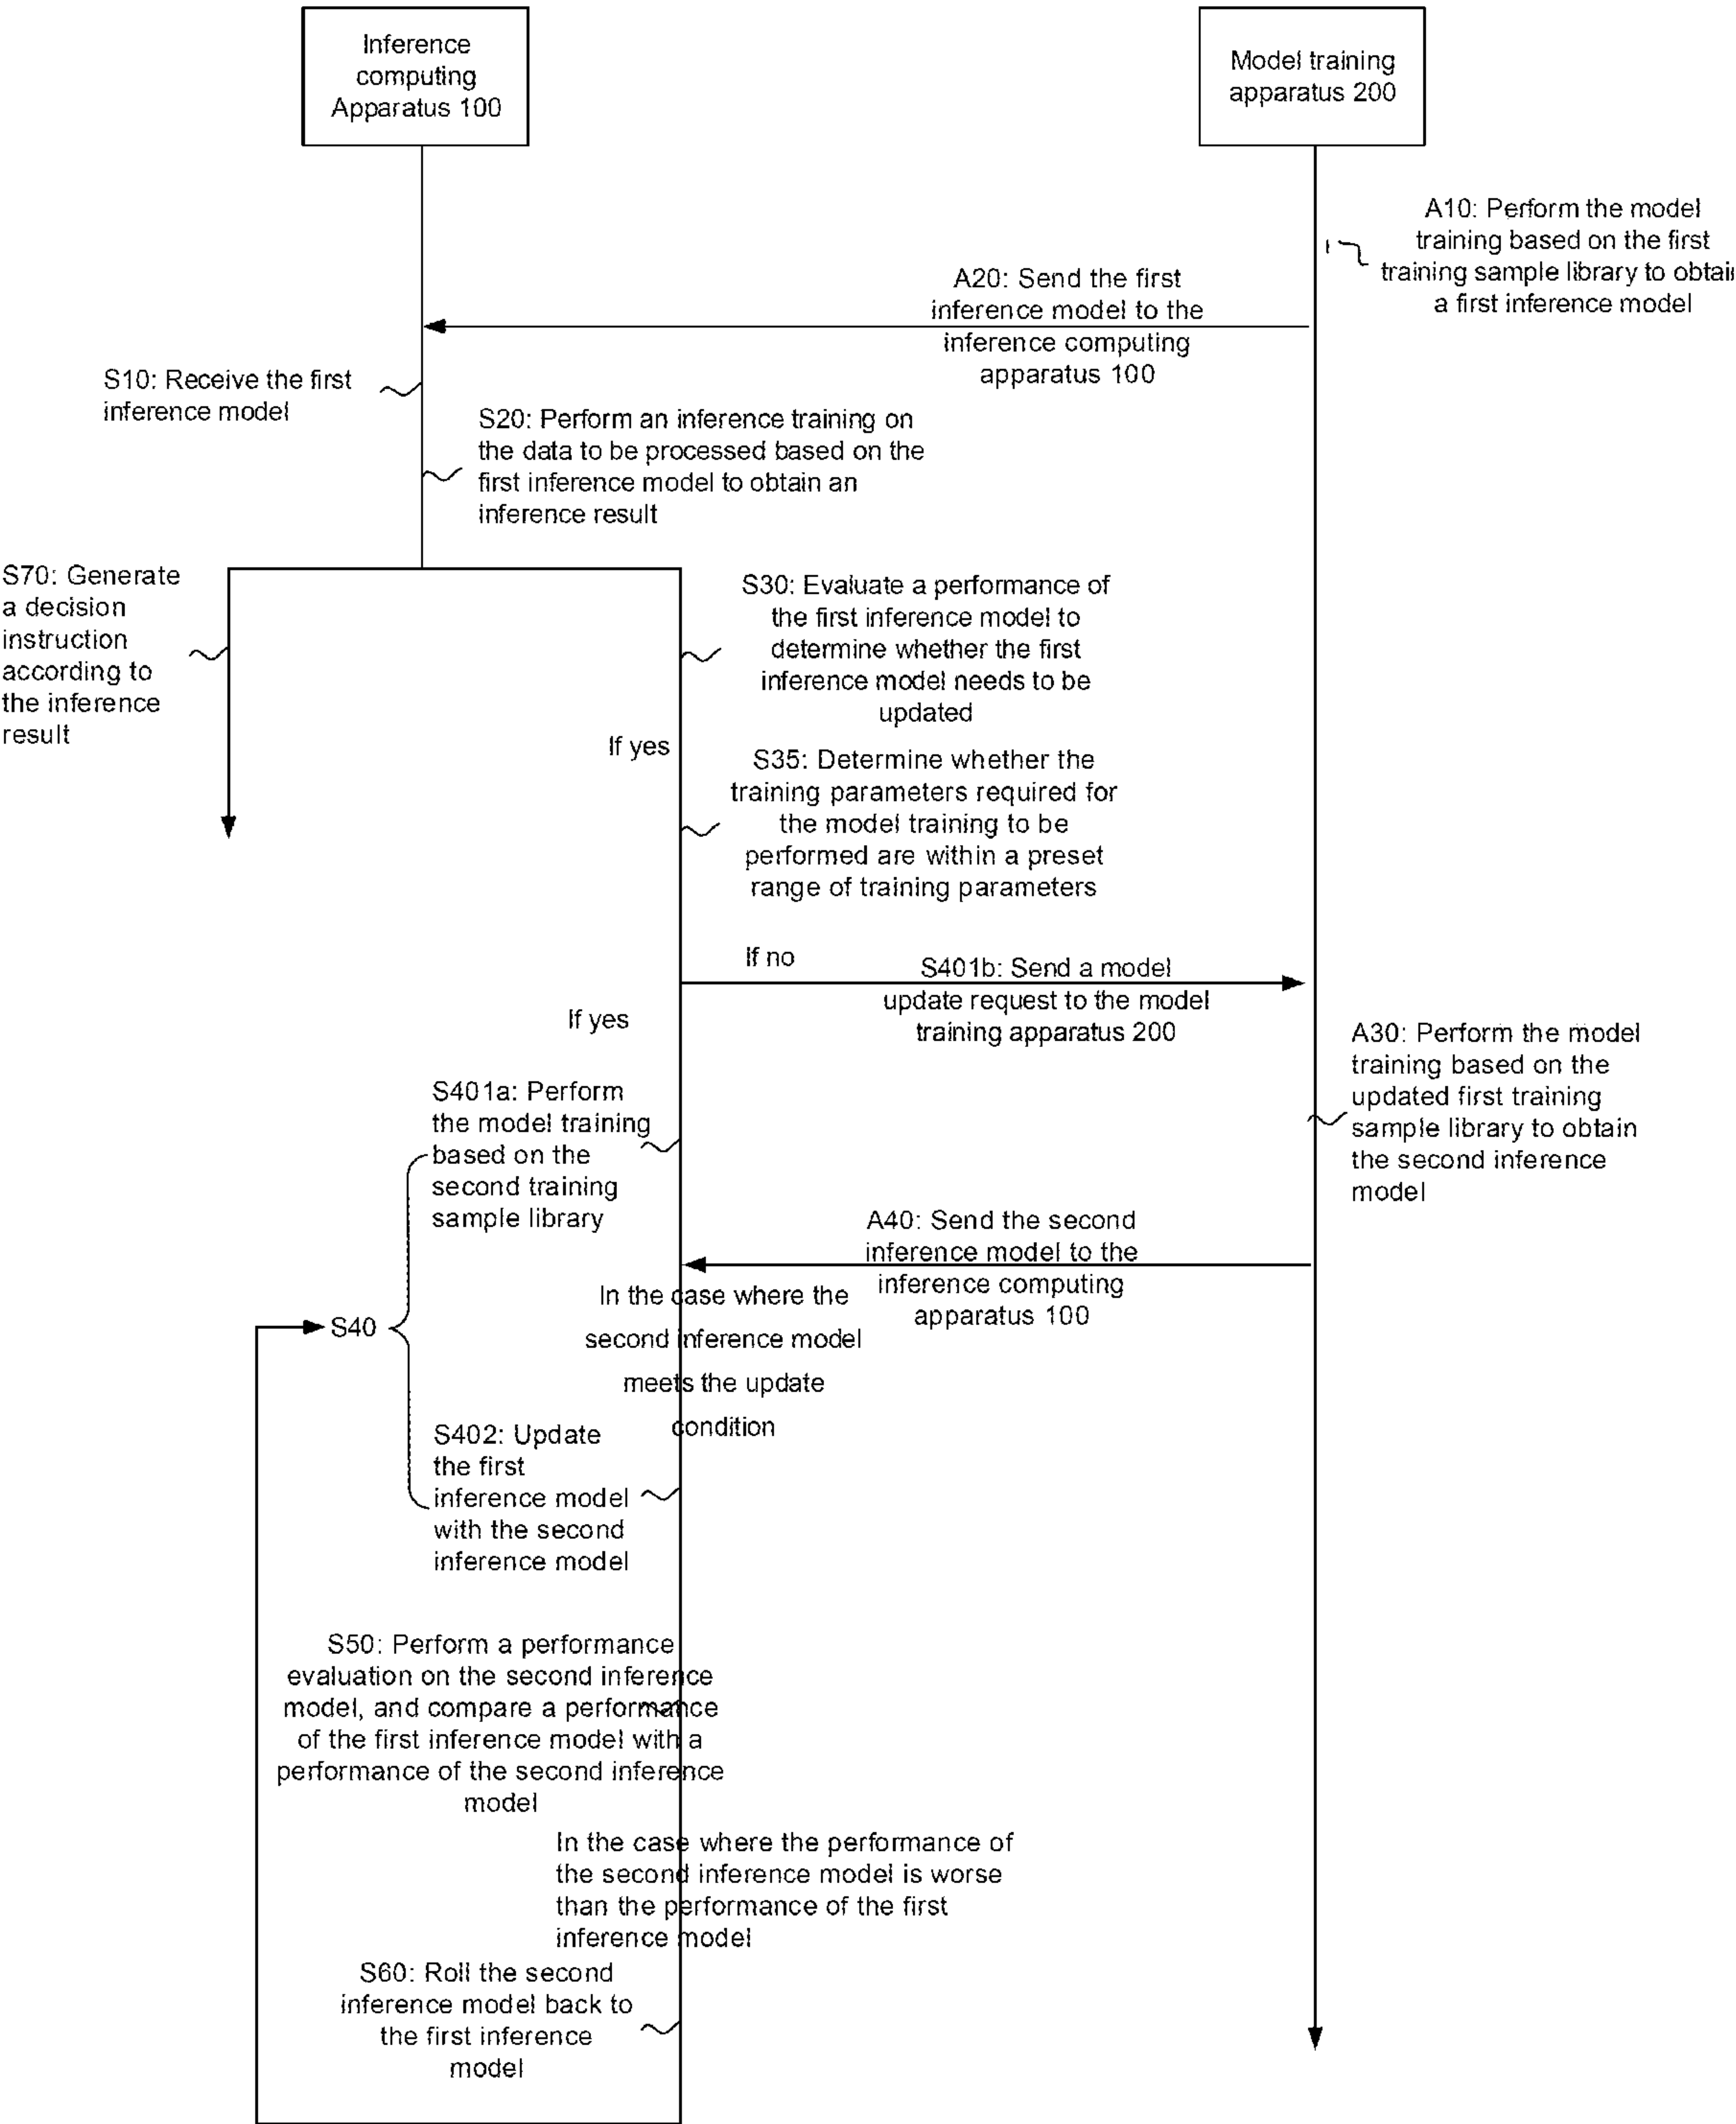 Inference
computing
Apparatus 100
Model training
apparatus 200
A10: Perform the model
training based on the first
training sample library to obtain
a first inference model
A20: Send the first
inference model to the
inference computing
apparatus 100
S10: Receive the first
inference model
S20: Perform an inference training on
the data to be processed based on the
first inference model to obtain an
inference result
S70: Generate
a decision
instruction
according to
the inference
result
S30: Evaluate a performance of
the first inference model to
determine whether the first
inference model needs to be
updated
If yes
S35: Determine whether the
training parameters required for
the model training to be
performed are within a preset
range of training parameters
If no
S401b: Send a model
update request to the model
training apparatus 200
If yes
A30: Perform the model
training based on the
updated first training
sample library to obtain
the second inference
model
S401a: Perform
the model training
based on the
second training
sample library
A40: Send the second
inference model to the
inference computing
apparatus 100
In the case where the
second inference model
meets the update
condition
S40
S402: Update
the first
inference model
with the second
inference model
S50: Perform a performance
evaluation on the second inference
model, and compare a performance
of the first inference model with a
performance of the second inference
model
In the case where the performance of
the second inference model is worse
than the performance of the first
inference model
S60: Roll the second
inference model back to
the first inference
model